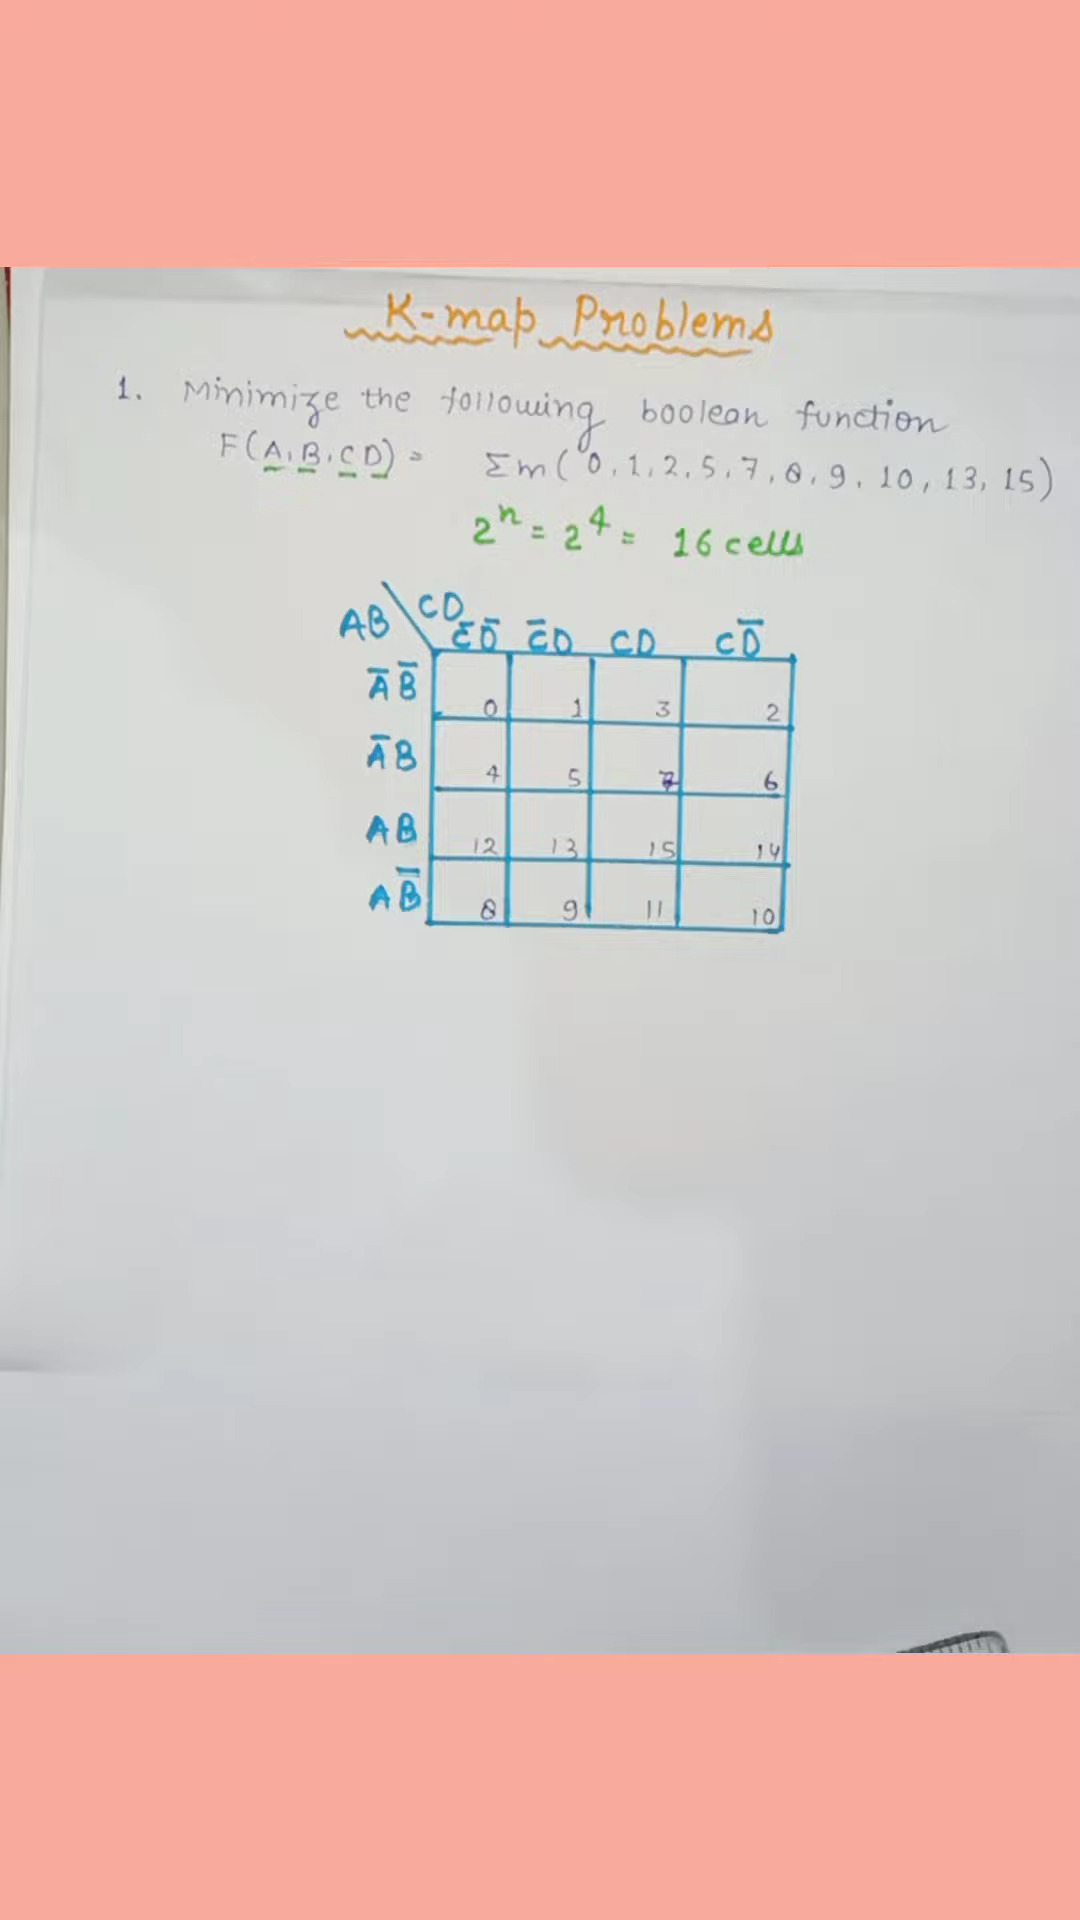 K-map Problems
1. Minimize the following boolean function
F(A,B,CD) = Σm(0,1,2,5,7,8,9,10,13,15)
2ⁿ = 2⁴ = 16 cells
AB CD
C̅D̅ C̅D CD CD̅
A̅B̅ 0 1 3 2
A̅B 4 5 7 6
AB 12 13 15 14
AB̅ 8 9 11 10